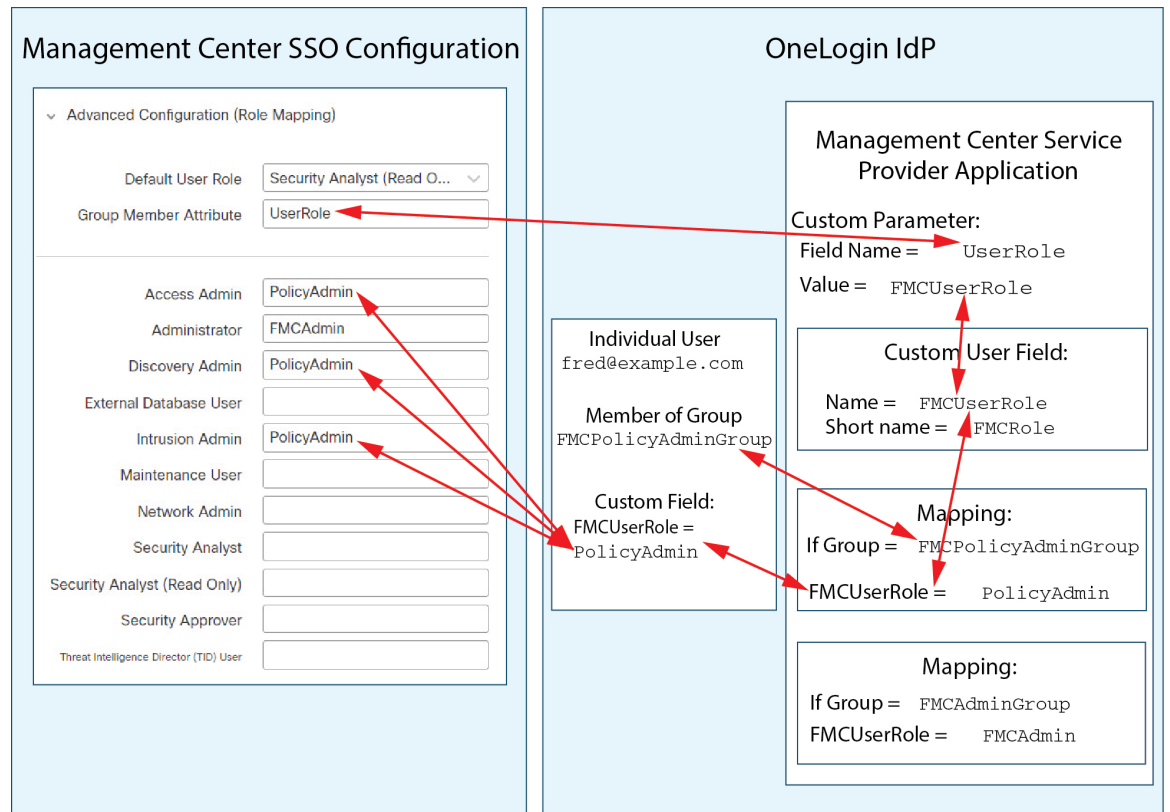 Management Center SSO Configuration
Advanced Configuration (Role Mapping)
Default User Role Security Analyst (Read O...
Group Member Attribute UserRole
Access Admin PolicyAdmin
Administrator FMCAdmin
Discovery Admin PolicyAdmin
External Database User
Intrusion Admin PolicyAdmin
Maintenance User
Network Admin
Security Analyst
Security Analyst (Read Only)
Security Approver
Threat Intelligence Director (TID) User
OneLogin IdP
Individual User
fred@example.com
Member of Group
FMCPolicyAdminGroup
Custom Field:
FMCUserRole =
PolicyAdmin
Management Center Service
Provider Application
Custom Parameter:
Field Name = UserRole
Value = FMCUserRole
Custom User Field:
Name = FMCUserRole
Short name = FMCRole
Mapping:
If Group = FMCPolicyAdminGroup
FMCUserRole = PolicyAdmin
Mapping:
If Group = FMCAdminGroup
FMCUserRole = FMCAdmin